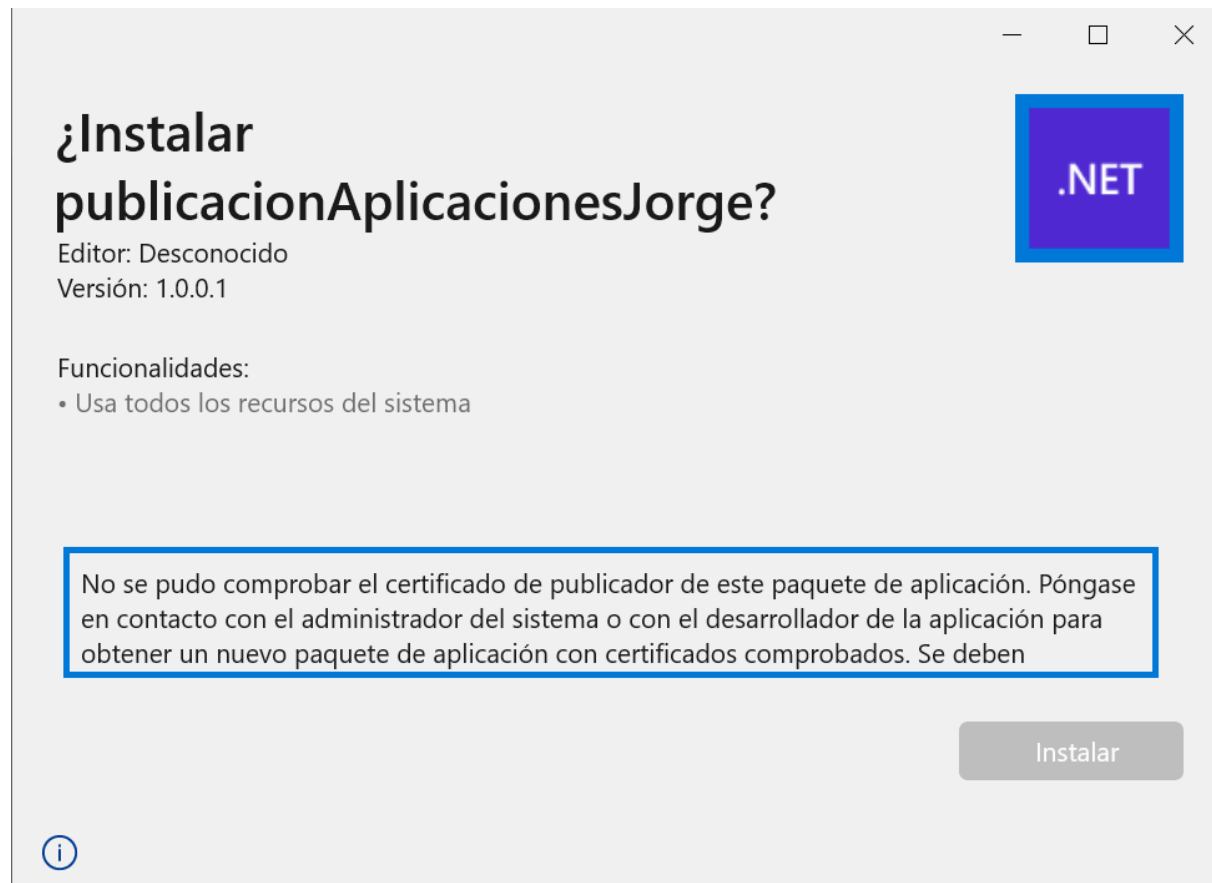 ¿Instalar
publicacionAplicacionesJorge?
.NET
Editor: Desconocido
Versión: 1.0.0.1
Funcionalidades:
• Usa todos los recursos del sistema
No se pudo comprobar el certificado de publicador de este paquete de aplicación. Póngase
en contacto con el administrador del sistema o con el desarrollador de la aplicación para
obtener un nuevo paquete de aplicación con certificados comprobados. Se deben
Instalar